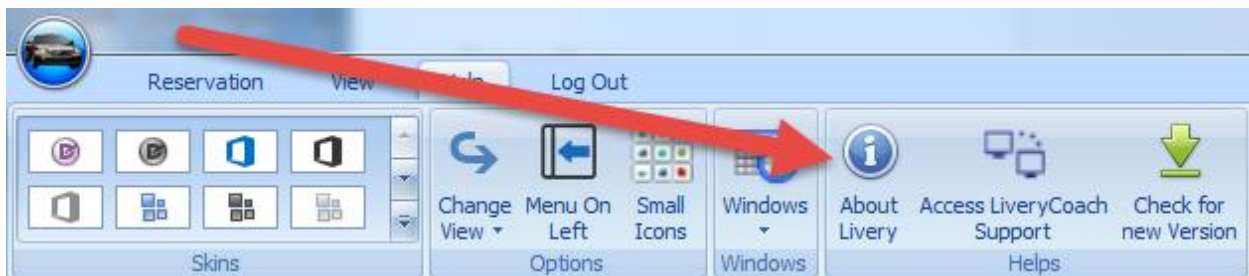 Reservation View Log Out
Change View Menu On Left Small Icons Windows About Livery Access LiveryCoach Support Check for new Version
Skins Options Windows Helps